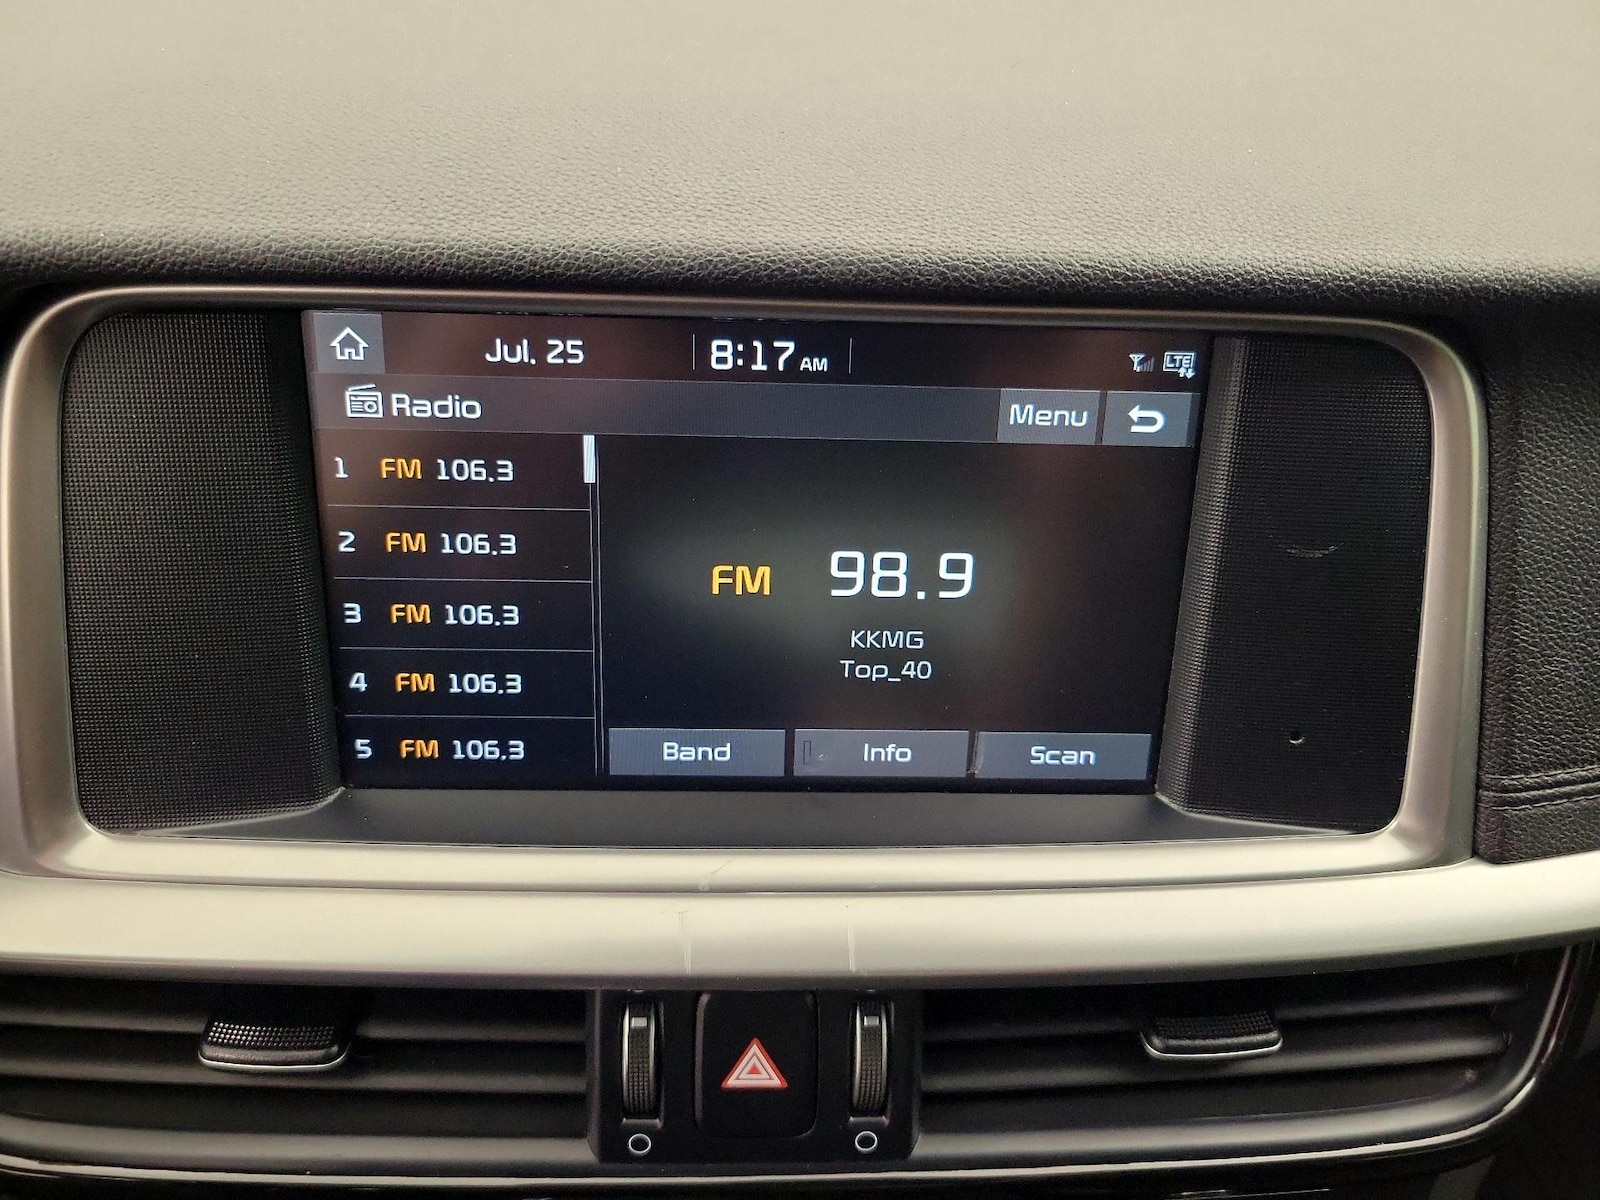 Jul. 25 8:17 AM LTE
Radio Menu
1 FM 106.3
2 FM 106.3
3 FM 106.3
4 FM 106.3
5 FM 106.3
FM 98.9
KKMG
Top_40
Band Info Scan